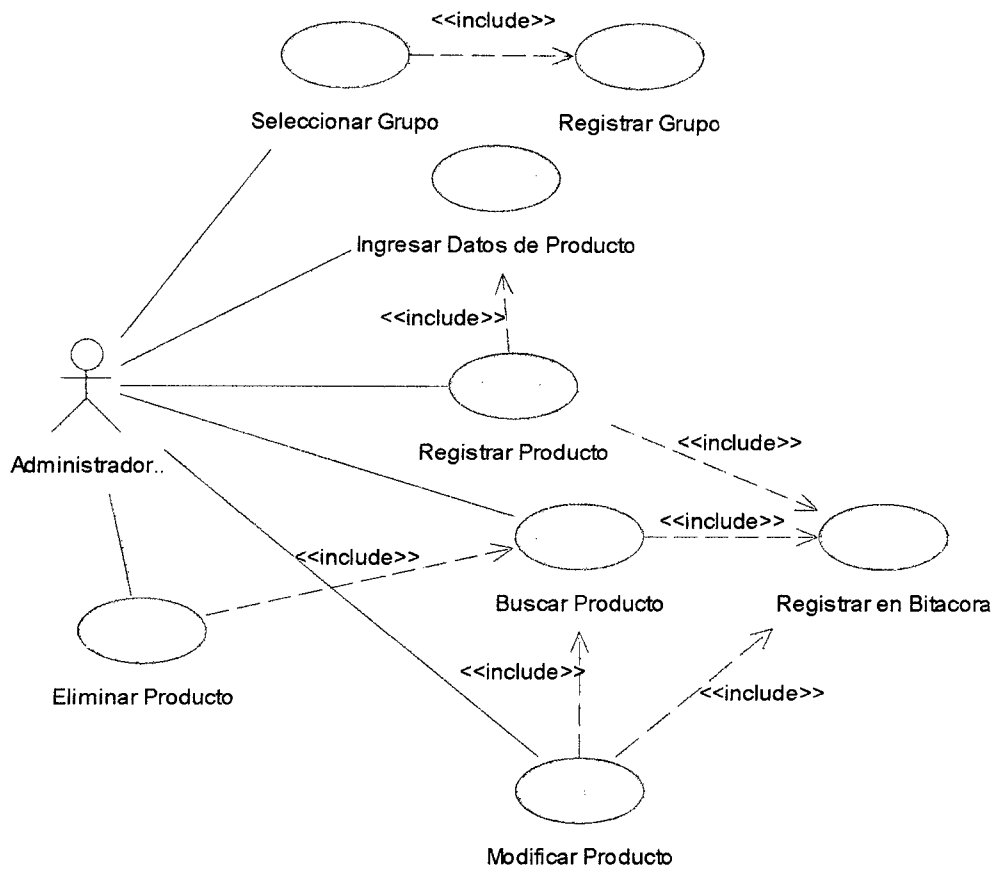 <<include>>
Seleccionar Grupo
Registrar Grupo
Ingresar Datos de Producto
<<include>>
Registrar Producto
<<include>>
Administrador..
<<include>>
<<include>>
Buscar Producto
Registrar en Bitacora
<<include>>
<<include>>
Eliminar Producto
Modificar Producto